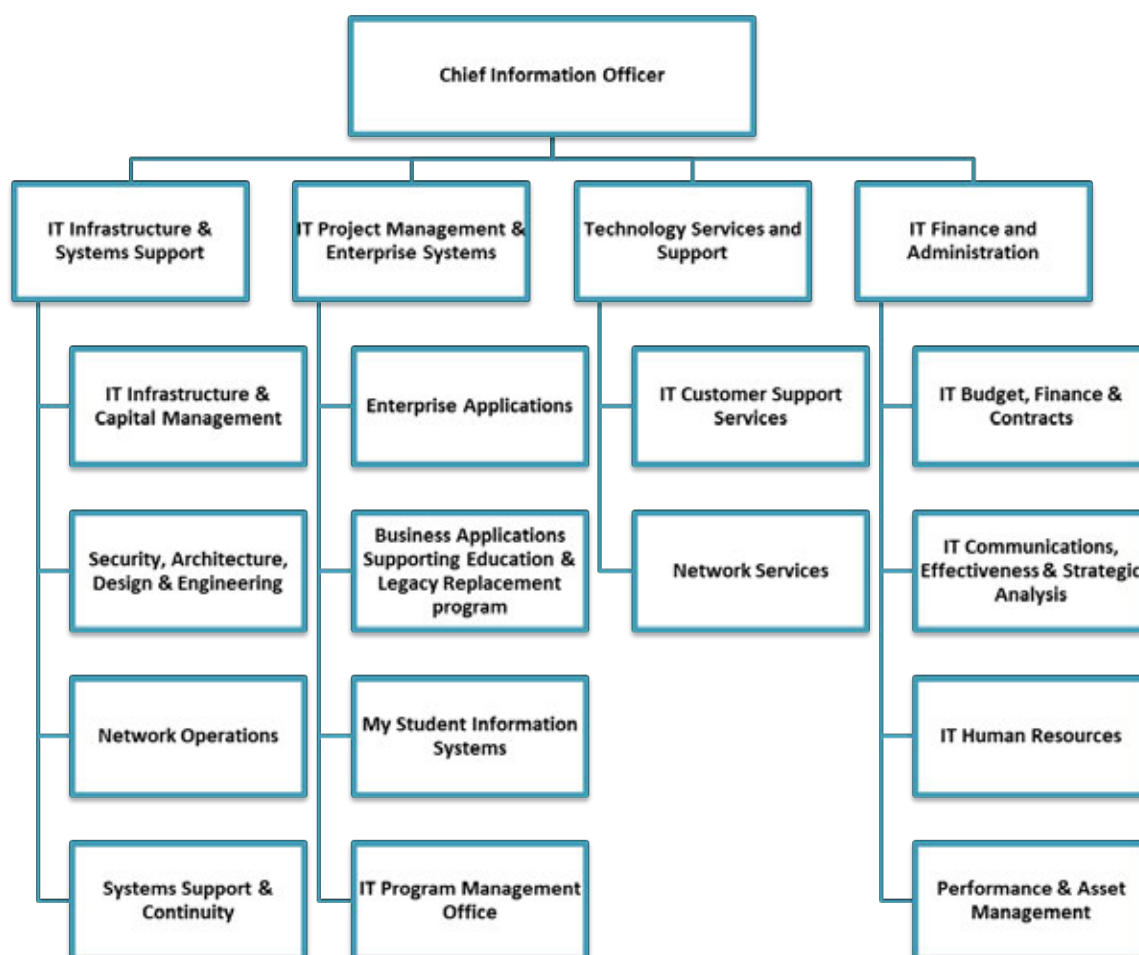 Chief Information Officer
IT Infrastructure &
Systems Support
IT Project Management &
Enterprise Systems
Technology Services and
Support
IT Finance and
Administration
IT Infrastructure &
Capital Management
Enterprise Applications
IT Customer Support
Services
IT Budget, Finance &
Contracts
Security, Architecture,
Design & Engineering
Business Applications
Supporting Education &
Legacy Replacement
program
Network Services
IT Communications,
Effectiveness & Strategic
Analysis
Network Operations
My Student Information
Systems
IT Human Resources
Systems Support &
Continuity
IT Program Management
Office
Performance & Asset
Management